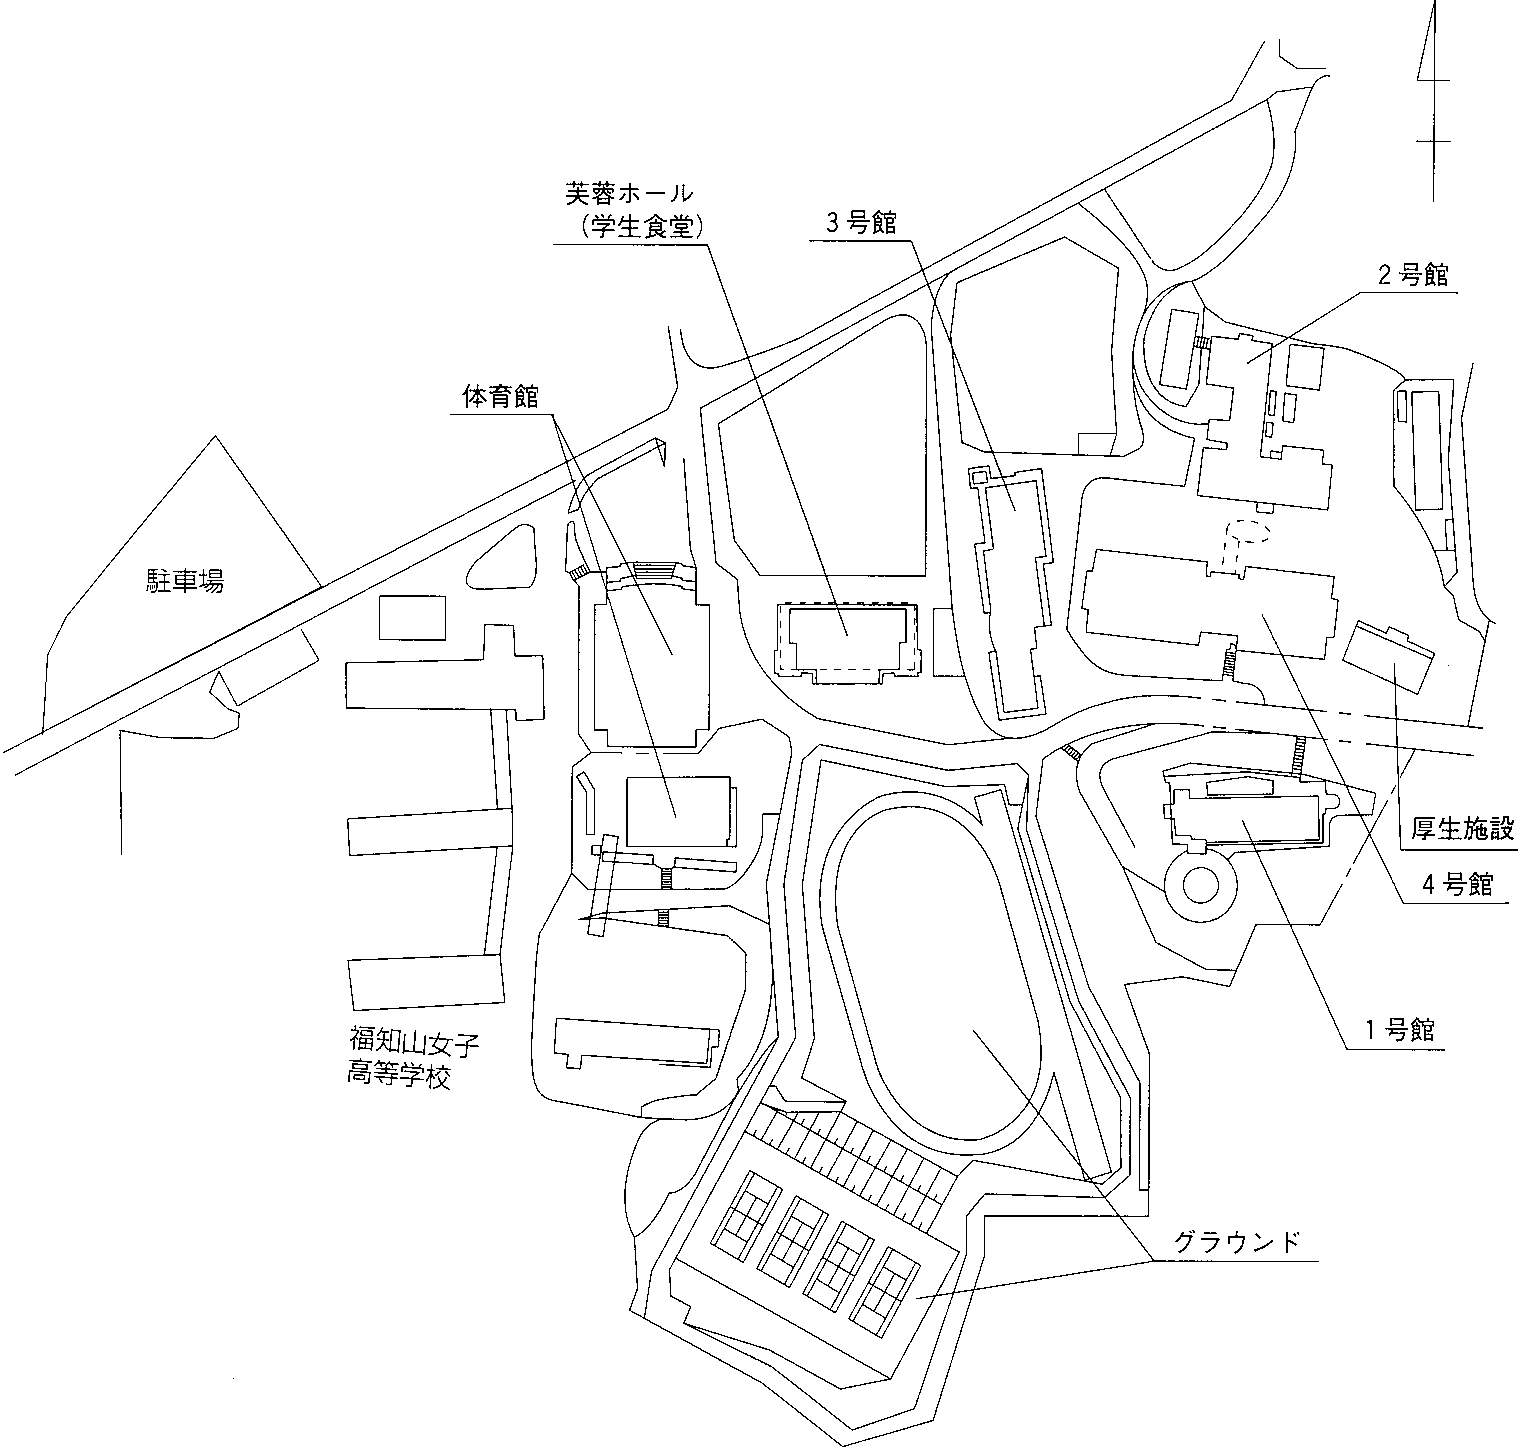 芙蓉ホール
（学生食堂）
3号館
2号館
体育館
駐車場
厚生施設
4号館
1号館
福知山女子
高等学校
グラウンド